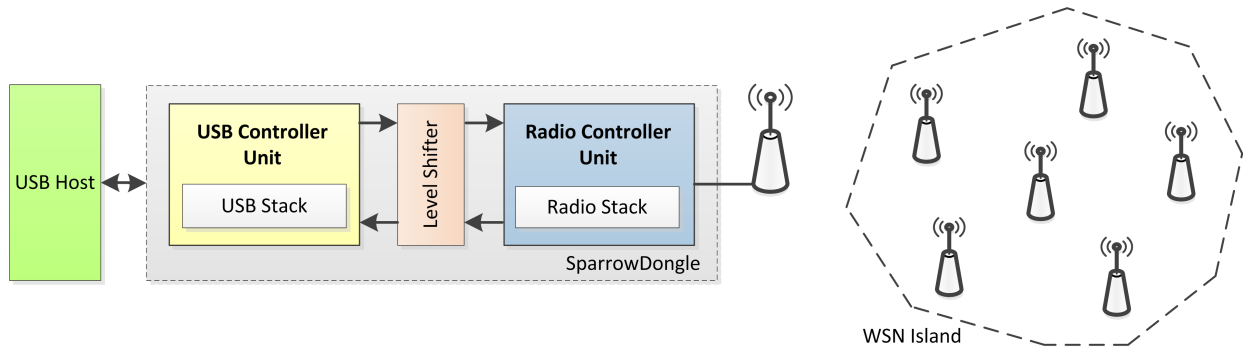 USB Host
USB Controller
Unit
USB Stack
Level Shifter
Radio Controller
Unit
Radio Stack
SparrowDongle
WSN Island